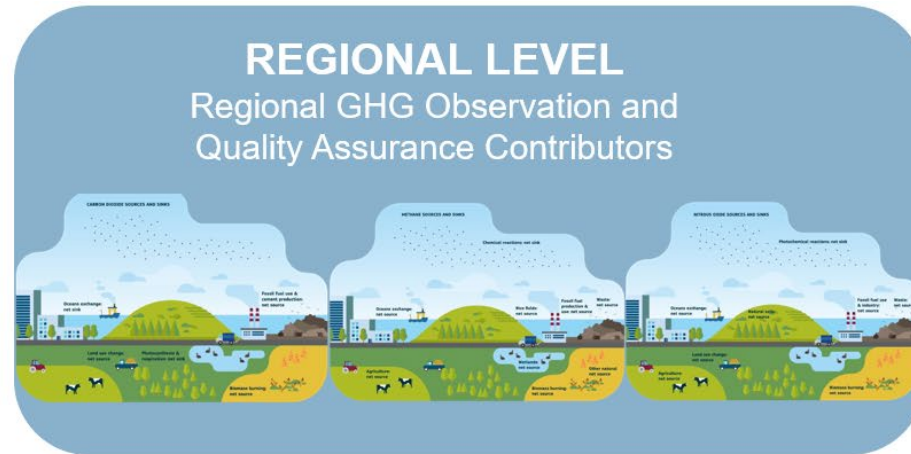 REGIONAL LEVEL
Regional GHG Observation and
Quality Assurance Contributors
CARBON DIOXIDE SOURCES AND SINKS
Oceans exchange:
net sink
Fossil fuel use &
cement production:
net source
Land use change:
net source
Photosynthesis &
respiration: net sink
Biomass burning:
net source
METHANE SOURCES AND SINKS
Chemical reactions: net sink
Oceans exchange:
net source
Rice fields:
net source
Fossil fuel
production &
use: net source
Waste:
net source
Agriculture:
net source
Wetlands:
net source
Other natural:
net source
Biomass burning:
net source
NITROUS OXIDE SOURCES AND SINKS
Photochemical reactions: net sink
Oceans exchange:
net source
Natural soils:
net source
Fossil fuel use
& industry:
net source
Waste:
net source
Land use change:
net source
Agriculture:
net source
Biomass burning:
net source